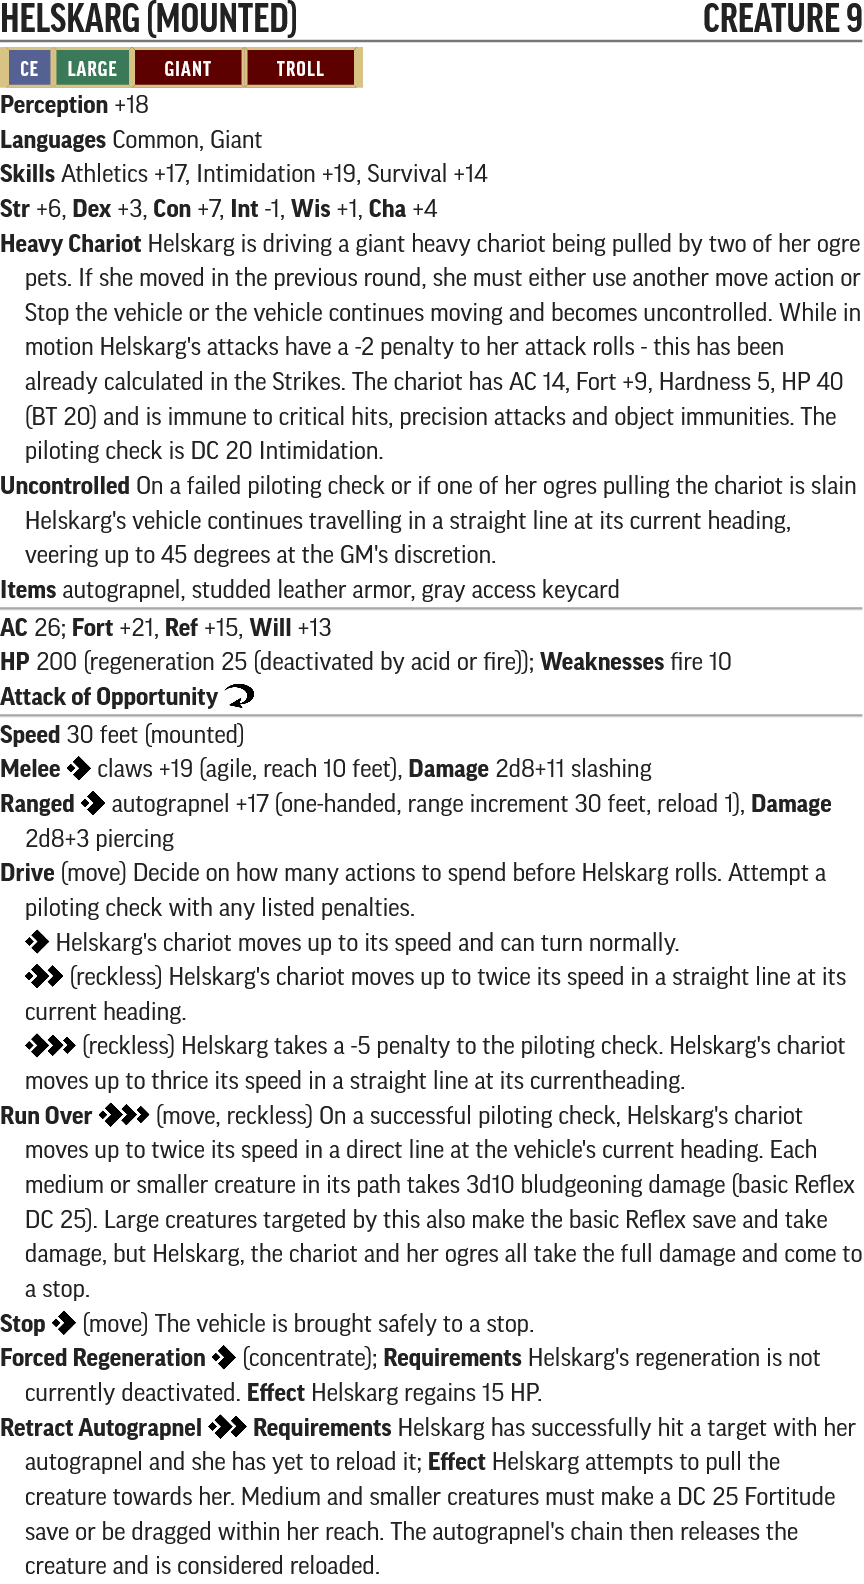 HELSKARG (MOUNTED) CREATURE 9
CE LARGE GIANT TROLL
Perception +18
Languages Common, Giant
Skills Athletics +17, Intimidation +19, Survival +14
Str +6, Dex +3, Con +7, Int -1, Wis +1, Cha +4
Heavy Chariot Helskarg is driving a giant heavy chariot being pulled by two of her ogre
pets. If she moved in the previous round, she must either use another move action or
Stop the vehicle or the vehicle continues moving and becomes uncontrolled. While in
motion Helskarg's attacks have a -2 penalty to her attack rolls - this has been
already calculated in the Strikes. The chariot has AC 14, Fort +9, Hardness 5, HP 40
(BT 20) and is immune to critical hits, precision attacks and object immunities. The
piloting check is DC 20 Intimidation.
Uncontrolled On a failed piloting check or if one of her ogres pulling the chariot is slain
Helskarg's vehicle continues travelling in a straight line at its current heading,
veering up to 45 degrees at the GM's discretion.
Items autograpnel, studded leather armor, gray access keycard
AC 26; Fort +21, Ref +15, Will +13
HP 200 (regeneration 25 (deactivated by acid or fire)); Weaknesses fire 10
Attack of Opportunity
Speed 30 feet (mounted)
Melee claws +19 (agile, reach 10 feet), Damage 2d8+11 slashing
Ranged autograpnel +17 (one-handed, range increment 30 feet, reload 1), Damage
2d8+3 piercing
Drive (move) Decide on how many actions to spend before Helskarg rolls. Attempt a
piloting check with any listed penalties.
Helskarg's chariot moves up to its speed and can turn normally.
(reckless) Helskarg's chariot moves up to twice its speed in a straight line at its
current heading.
(reckless) Helskarg takes a -5 penalty to the piloting check. Helskarg's chariot
moves up to thrice its speed in a straight line at its currentheading.
Run Over (move, reckless) On a successful piloting check, Helskarg's chariot
moves up to twice its speed in a direct line at the vehicle's current heading. Each
medium or smaller creature in its path takes 3d10 bludgeoning damage (basic Reflex
DC 25). Large creatures targeted by this also make the basic Reflex save and take
damage, but Helskarg, the chariot and her ogres all take the full damage and come to
a stop.
Stop (move) The vehicle is brought safely to a stop.
Forced Regeneration (concentrate); Requirements Helskarg's regeneration is not
currently deactivated. Effect Helskarg regains 15 HP.
Retract Autograpnel Requirements Helskarg has successfully hit a target with her
autograpnel and she has yet to reload it; Effect Helskarg attempts to pull the
creature towards her. Medium and smaller creatures must make a DC 25 Fortitude
save or be dragged within her reach. The autograpnel's chain then releases the
creature and is considered reloaded.